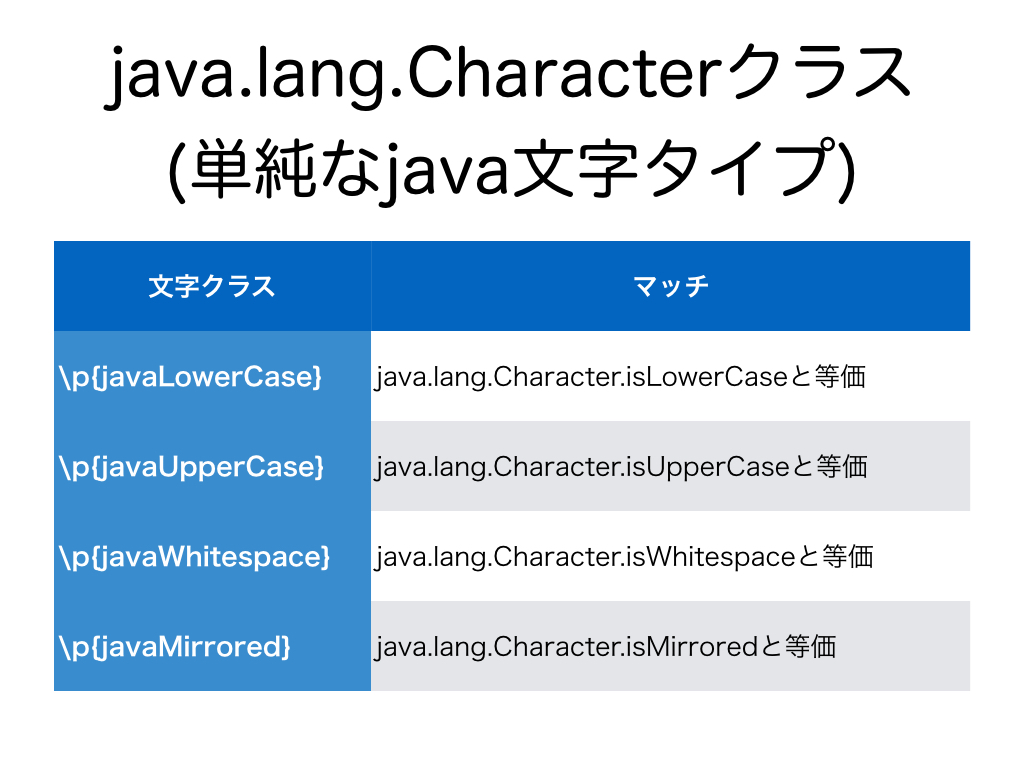 java.lang.Characterクラス
(単純なjava文字タイプ)
文字クラス マッチ
\p{javaLowerCase} java.lang.Character.isLowerCaseと等価
\p{javaUpperCase} java.lang.Character.isUpperCaseと等価
\p{javaWhitespace} java.lang.Character.isWhitespaceと等価
\p{javaMirrored} java.lang.Character.isMirroredと等価